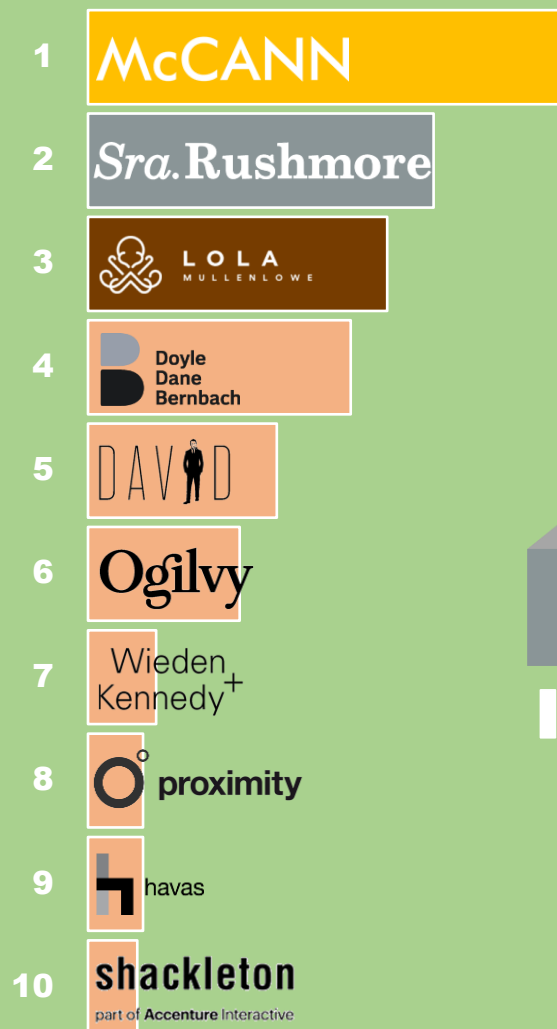 1
McCANN
2
Sra.Rushmore
3
LOLA
MULLENLOWE
4
Doyle
Dane
Bernbach
5
DAVID
6
Ogilvy
7
Wieden
Kennedy+
8
proximity
9
havas
10
shackleton
part of Accenture Interactive